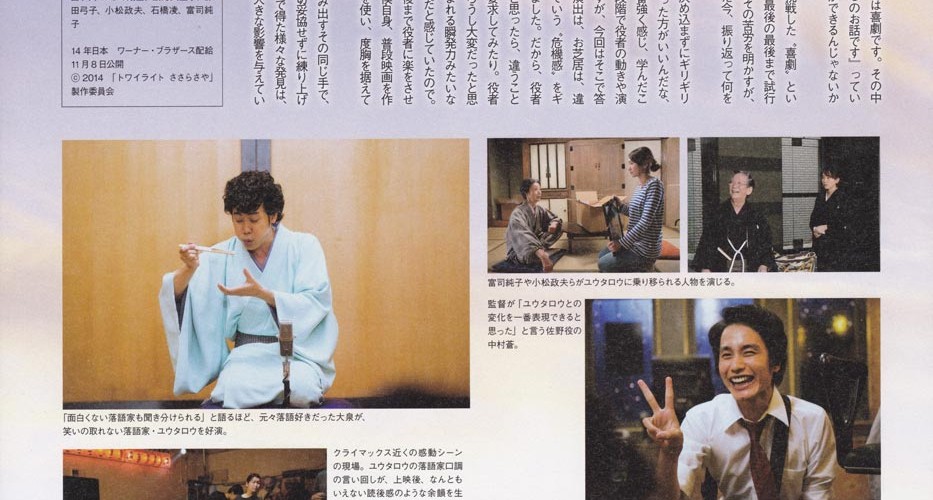 は喜劇です。その中
のお話です』ってい
できるんじゃないか
戦した〝喜劇〟とい
最後の最後まで試行
その苦労を明かすが、
今、振り返って何を
め込まずにギリギリ
った方がいいんだな、
強く感じ、学んだこ
階で役者の動きや演
が、今回はそこで答
居は、お芝居は、違
いう〝危機感〟をギ
ました。だから、役者
思ったら、違うこと
求してみたり。役者
うし大変だったと思
まれる瞬発力みたいな
だと感じていたので。
後まで役者に楽をさせ
僕自身、普段映画を作
使い、度胸を据えて
み出すその同じ手で、
妥協せずに練り上げ
で得た様々な発見は、
大きな影響を与えてい
田弓子、小松政夫、石橋凌、富司純
子
14年日本 ワーナー・ブラザース配給
11月8日公開
ⓒ2014 「トワイライト ささらさや」
製作委員会
富司純子や小松政夫らがユウタロウに乗り移られる人物を演じる。
監督が「ユウタロウとの
変化を一番表現できると
思った」と言う佐野役の
中村蒼。
「面白くない落語家も聞き分けられる」と語るほど、元々落語好きだった大泉が、
笑いの取れない落語家・ユウタロウを好演。
クライマックス近くの感動シーン
の現場。ユウタロウの落語家口調
の言い回しが、上映後、なんとも
いえない読後感のような余韻を生